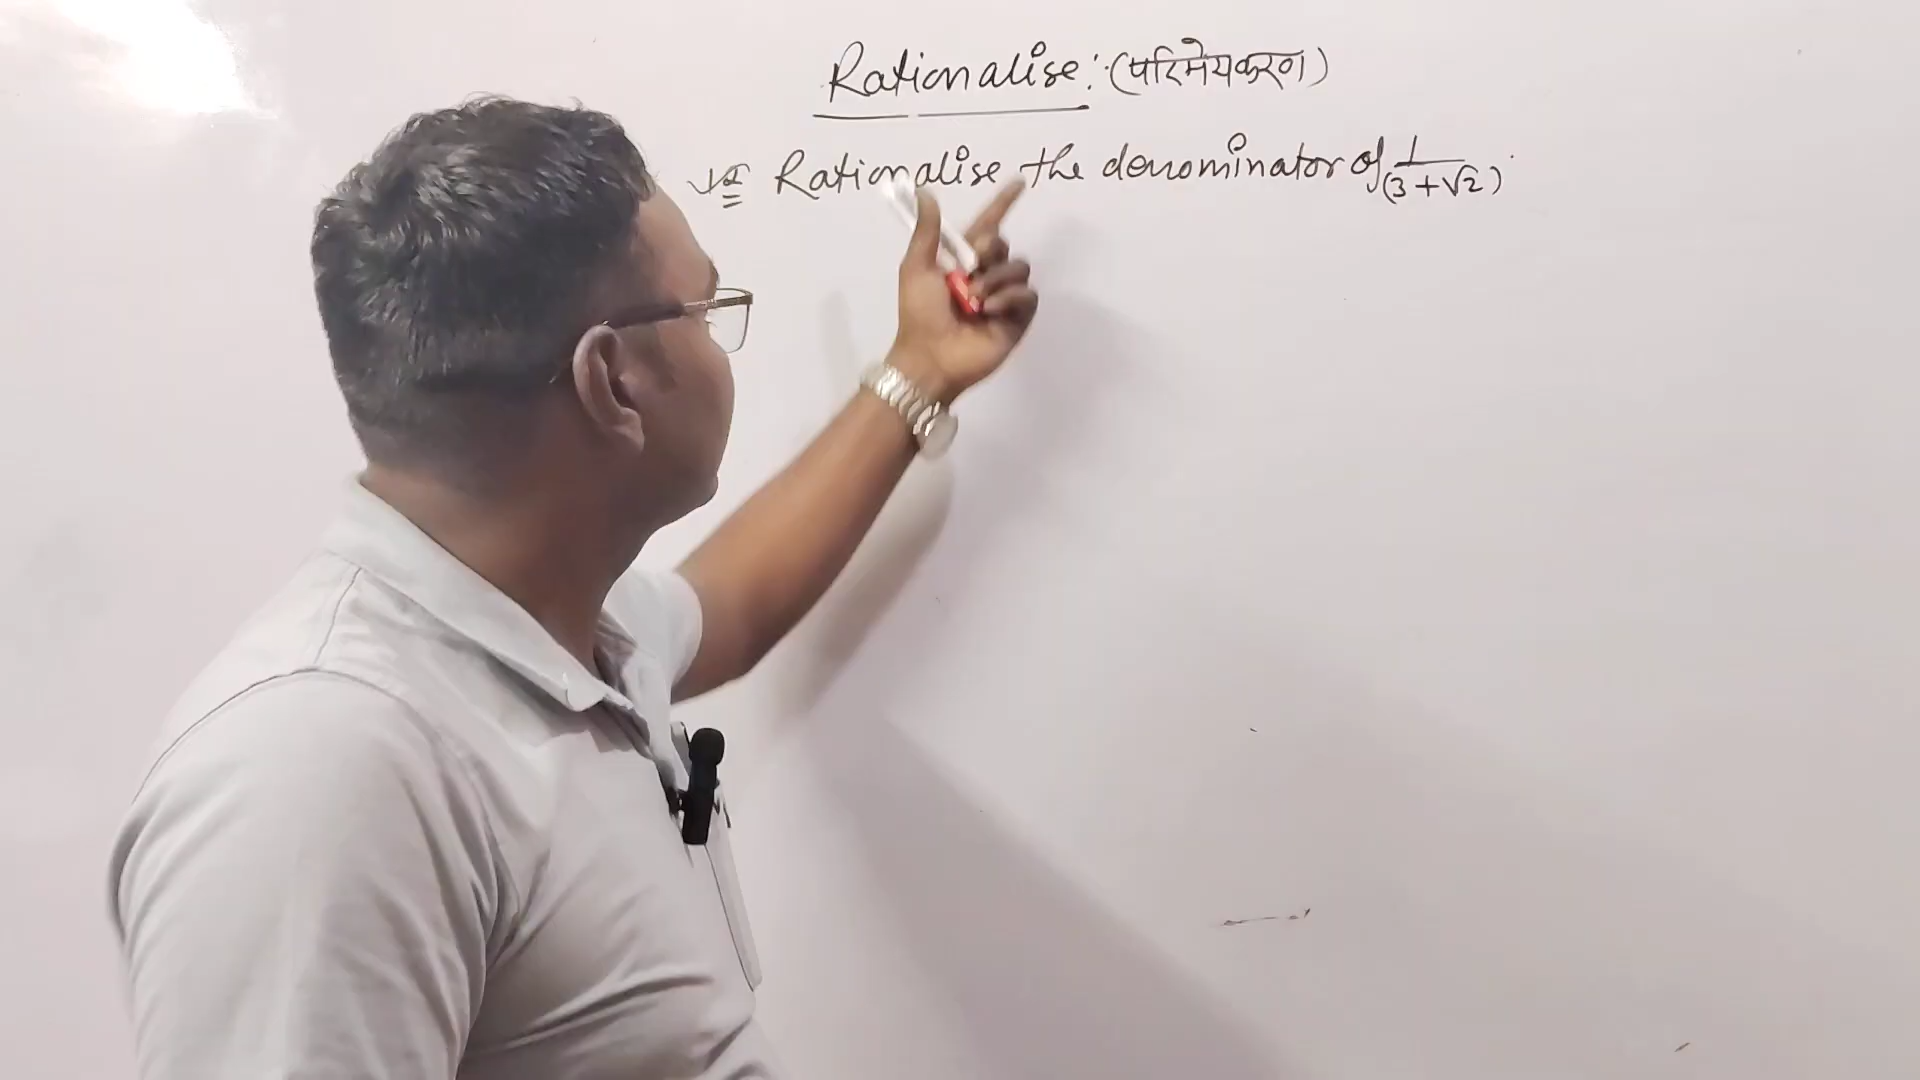 Rationalise: (परिमेयकरण)
Rationalise the denominator of 1/(3+√2)